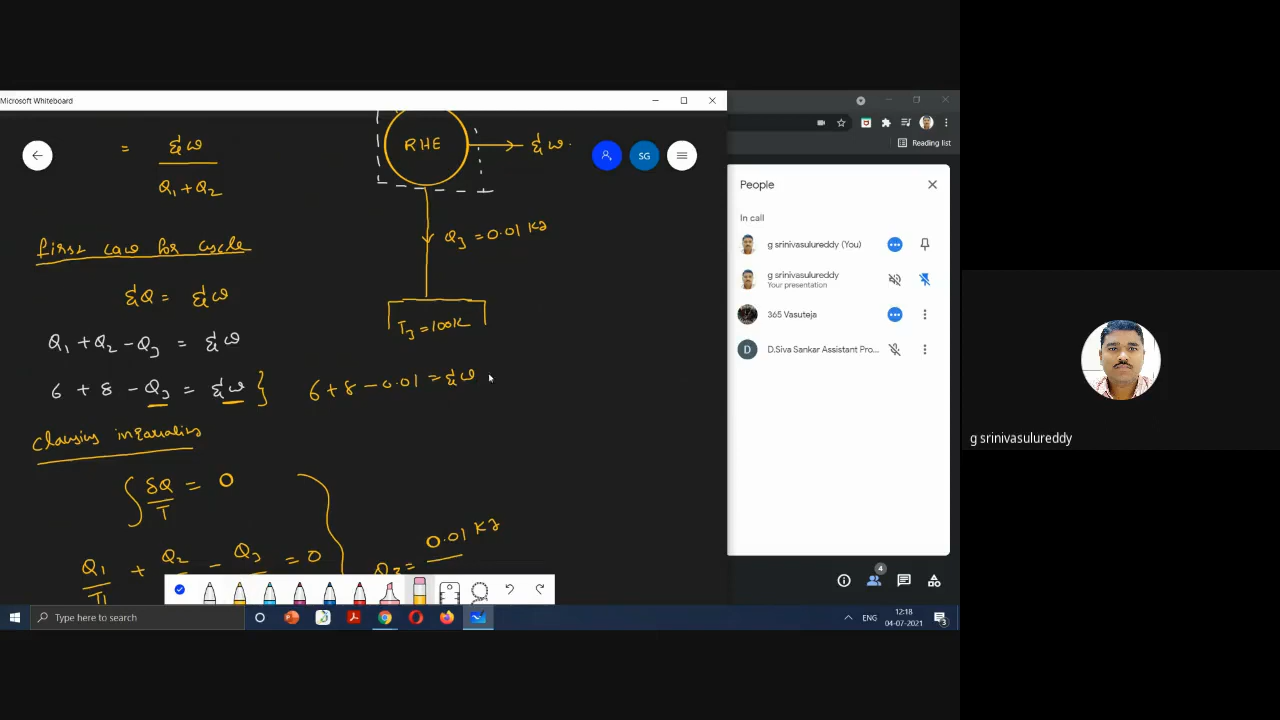 Microsoft Whiteboard
= Σω / Q₁+Q₂
RHE
Σω.
Q₃ = 0.01 KJ
T₃ = 100K
First Law for cycle
ΣQ = Σω
Q₁ + Q₂ - Q₃ = Σω
6 + 8 - Q₃ = Σω }
6 + 8 - 0.01 = Σω
Clausius inequality
∫ δQ/T = 0
Q₁/T₁ + Q₂ - Q₃ = 0
Q₃ = 0.01 KJ
SG
Reading list
People
In call
g srinivasulureddy (You)
g srinivasulureddy
Your presentation
365 Vasuteja
D
D.Siva Sankar Assistant Pro...
4
g srinivasulureddy
Type here to search
ENG
12:18
04-07-2021
3